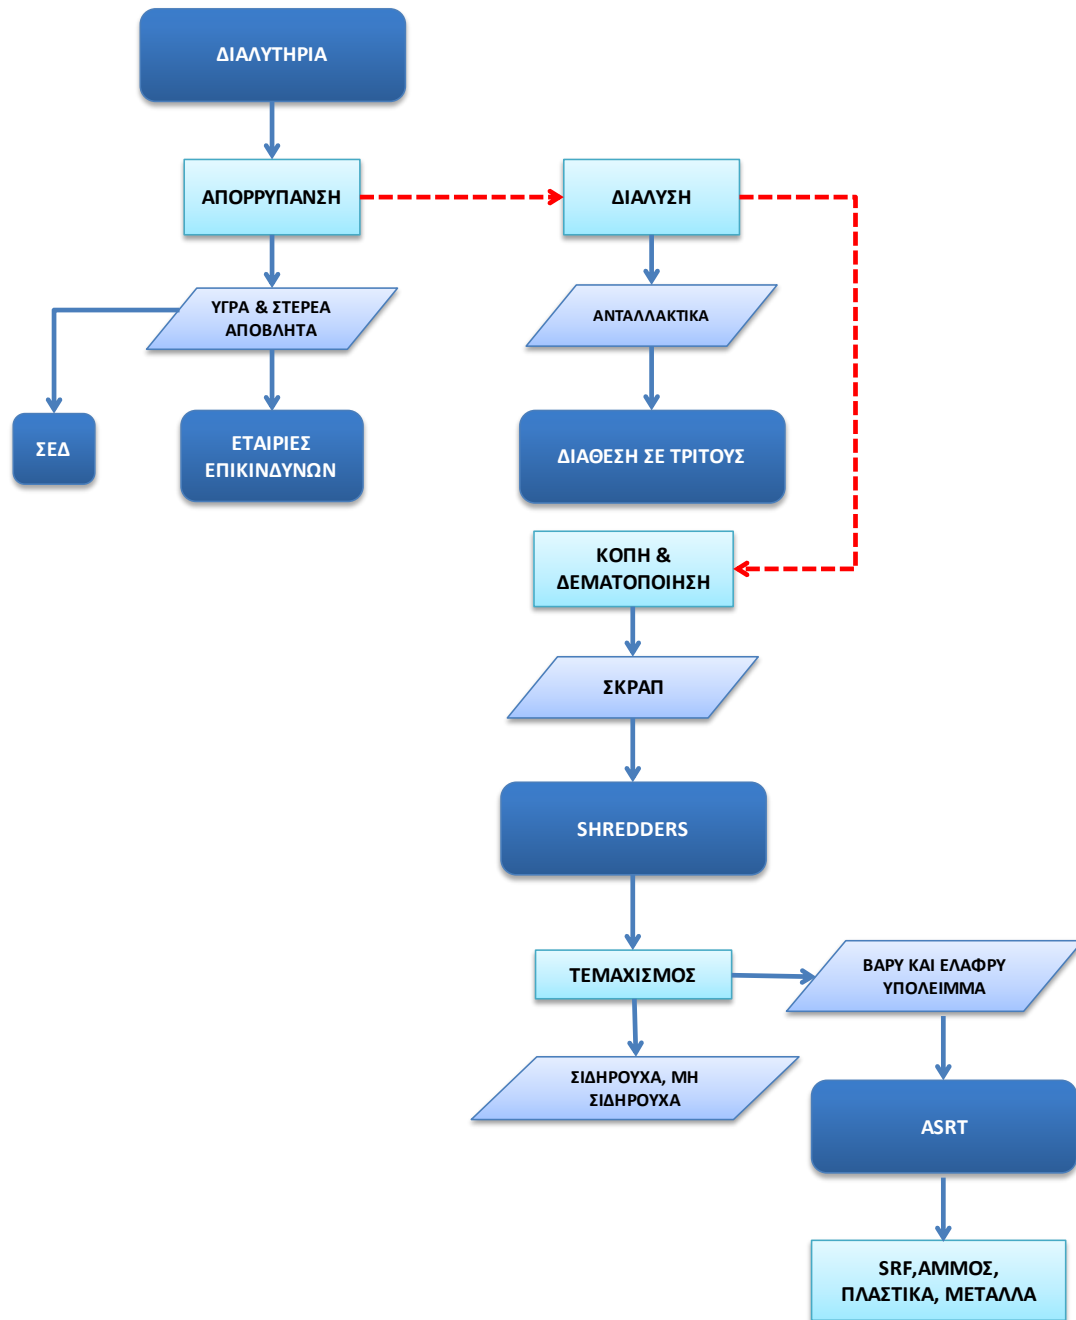 ΔΙΑΛΥΤΗΡΙΑ
ΑΠΟΡΡΥΠΑΝΣΗ
ΔΙΑΛΥΣΗ
ΥΓΡΑ & ΣΤΕΡΕΑ
ΑΠΟΒΛΗΤΑ
ΑΝΤΑΛΛΑΚΤΙΚΑ
ΣΕΔ
ΕΤΑΙΡΙΕΣ
ΕΠΙΚΙΝΔΥΝΩΝ
ΔΙΑΘΕΣΗ ΣΕ ΤΡΙΤΟΥΣ
ΚΟΠΗ &
ΔΕΜΑΤΟΠΟΙΗΣΗ
ΣΚΡΑΠ
SHREDDERS
ΤΕΜΑΧΙΣΜΟΣ
ΒΑΡΥ ΚΑΙ ΕΛΑΦΡΥ
ΥΠΟΛΕΙΜΜΑ
ΣΙΔΗΡΟΥΧΑ, ΜΗ
ΣΙΔΗΡΟΥΧΑ
ASRT
SRF,ΑΜΜΟΣ,
ΠΛΑΣΤΙΚΑ, ΜΕΤΑΛΛΑ